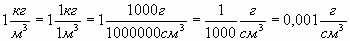 1 кг/м³ = 1 1кг/1м³ = 1 1000г/1000000см³ = 1/1000 г/см³ = 0,001 г/см³